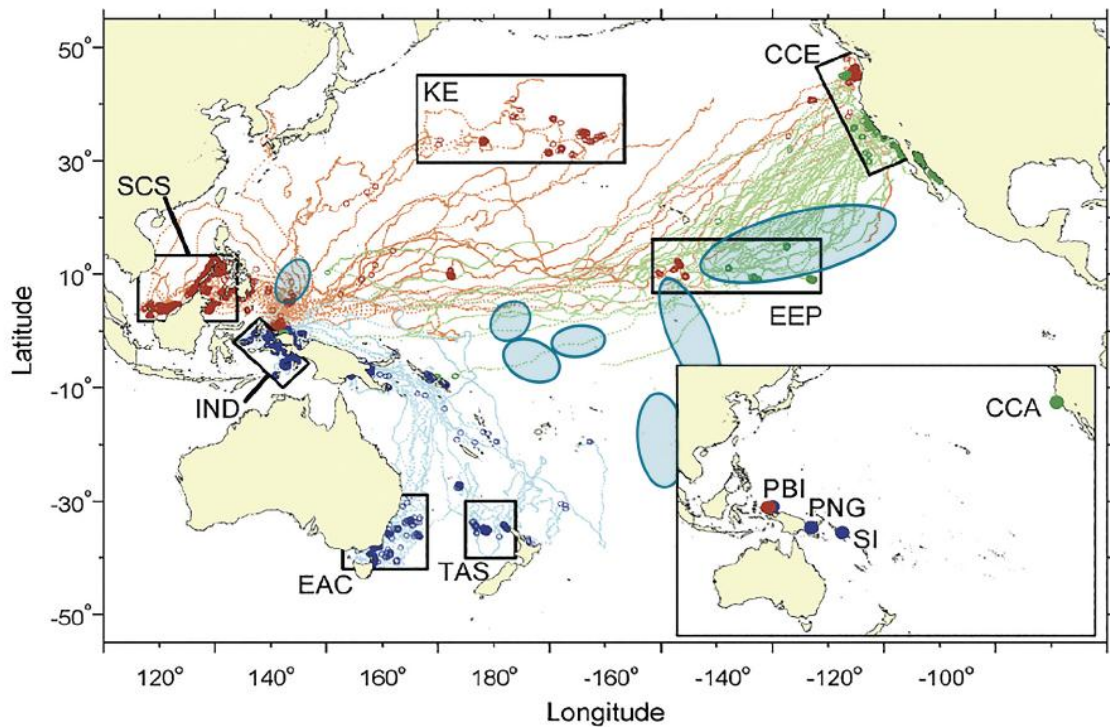 50°
30°
10°
-10°
-30°
-50°
Latitude
KE
CCE
SCS
EEP
IND
EAC
TAS
CCA
PBI
PNG
SI
120°
140°
160°
180°
-160°
-140°
-120°
-100°
Longitude